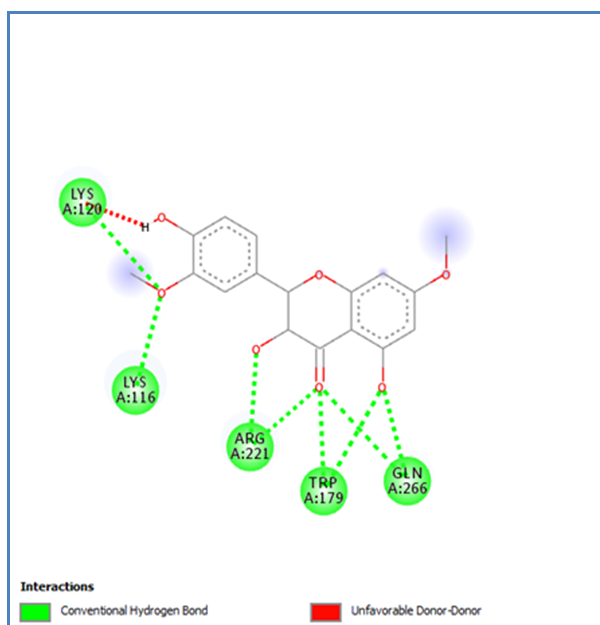 LYS
A:120
H
O
O
O
O
O
O
O
LYS
A:116
ARG
A:221
TRP
A:179
GLN
A:266
Interactions
Conventional Hydrogen Bond
Unfavorable Donor-Donor